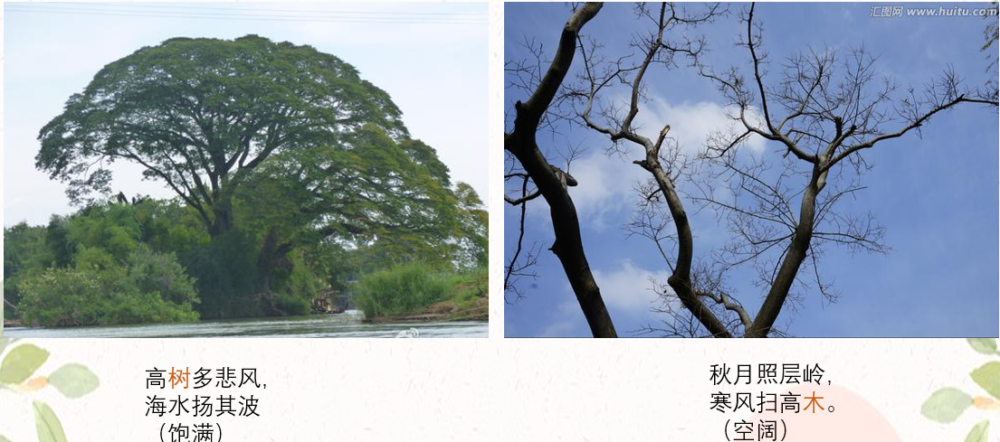 汇图网 www.huitu.com
高树多悲风,
海水扬其波
（饱满）
秋月照层岭,
寒风扫高木。
（空阔）